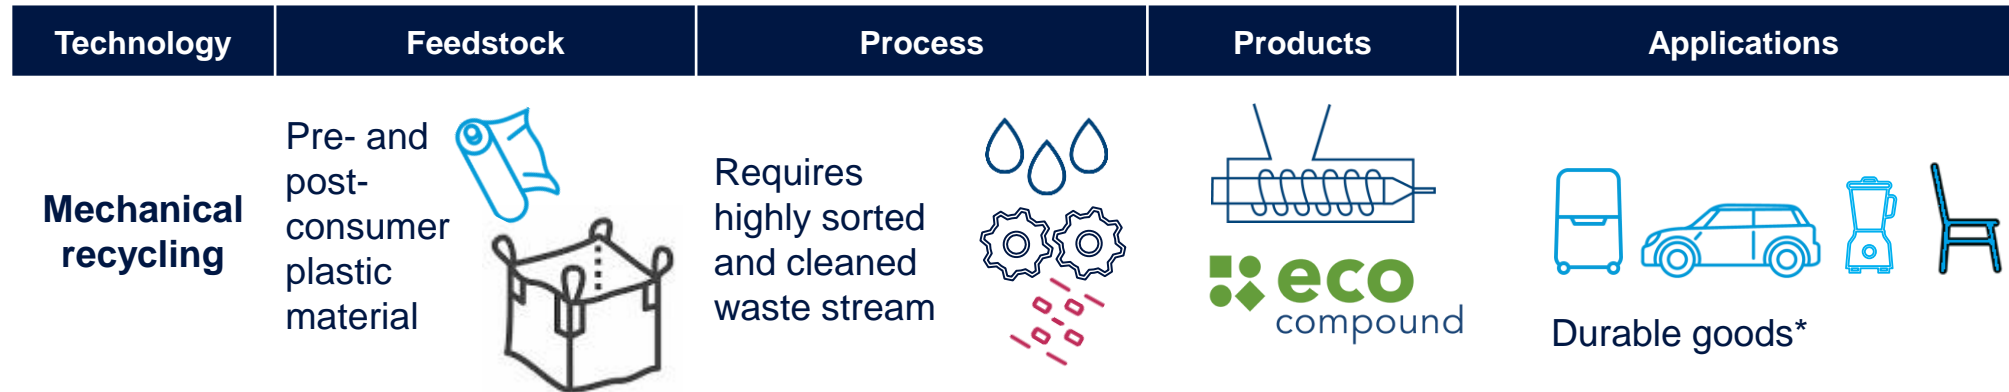 Technology
Feedstock
Process
Products
Applications
Mechanical
recycling
Pre- and
post-
consumer
plastic
material
Requires
highly sorted
and cleaned
waste stream
eco
compound
Durable goods*